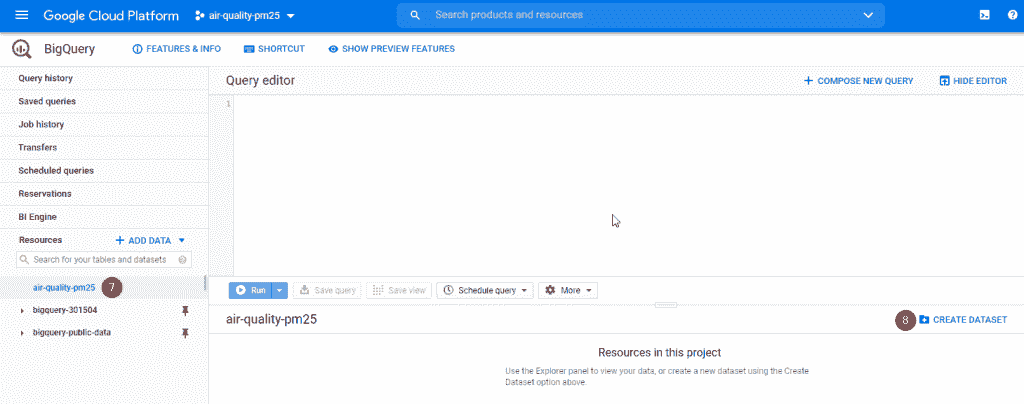 Google Cloud Platform air-quality-pm25 Search products and resources
BigQuery FEATURES & INFO SHORTCUT SHOW PREVIEW FEATURES
Query history
Saved queries
Job history
Transfers
Scheduled queries
Reservations
BI Engine
Resources ADD DATA
Search for your tables and datasets
air-quality-pm25 7
bigquery-301504
bigquery-public-data
Query editor COMPOSE NEW QUERY HIDE EDITOR
1
Run Save query Save view Schedule query More
air-quality-pm25 8 CREATE DATASET
Resources in this project
Use the Explorer panel to view your data, or create a new dataset using the Create
Dataset option above.